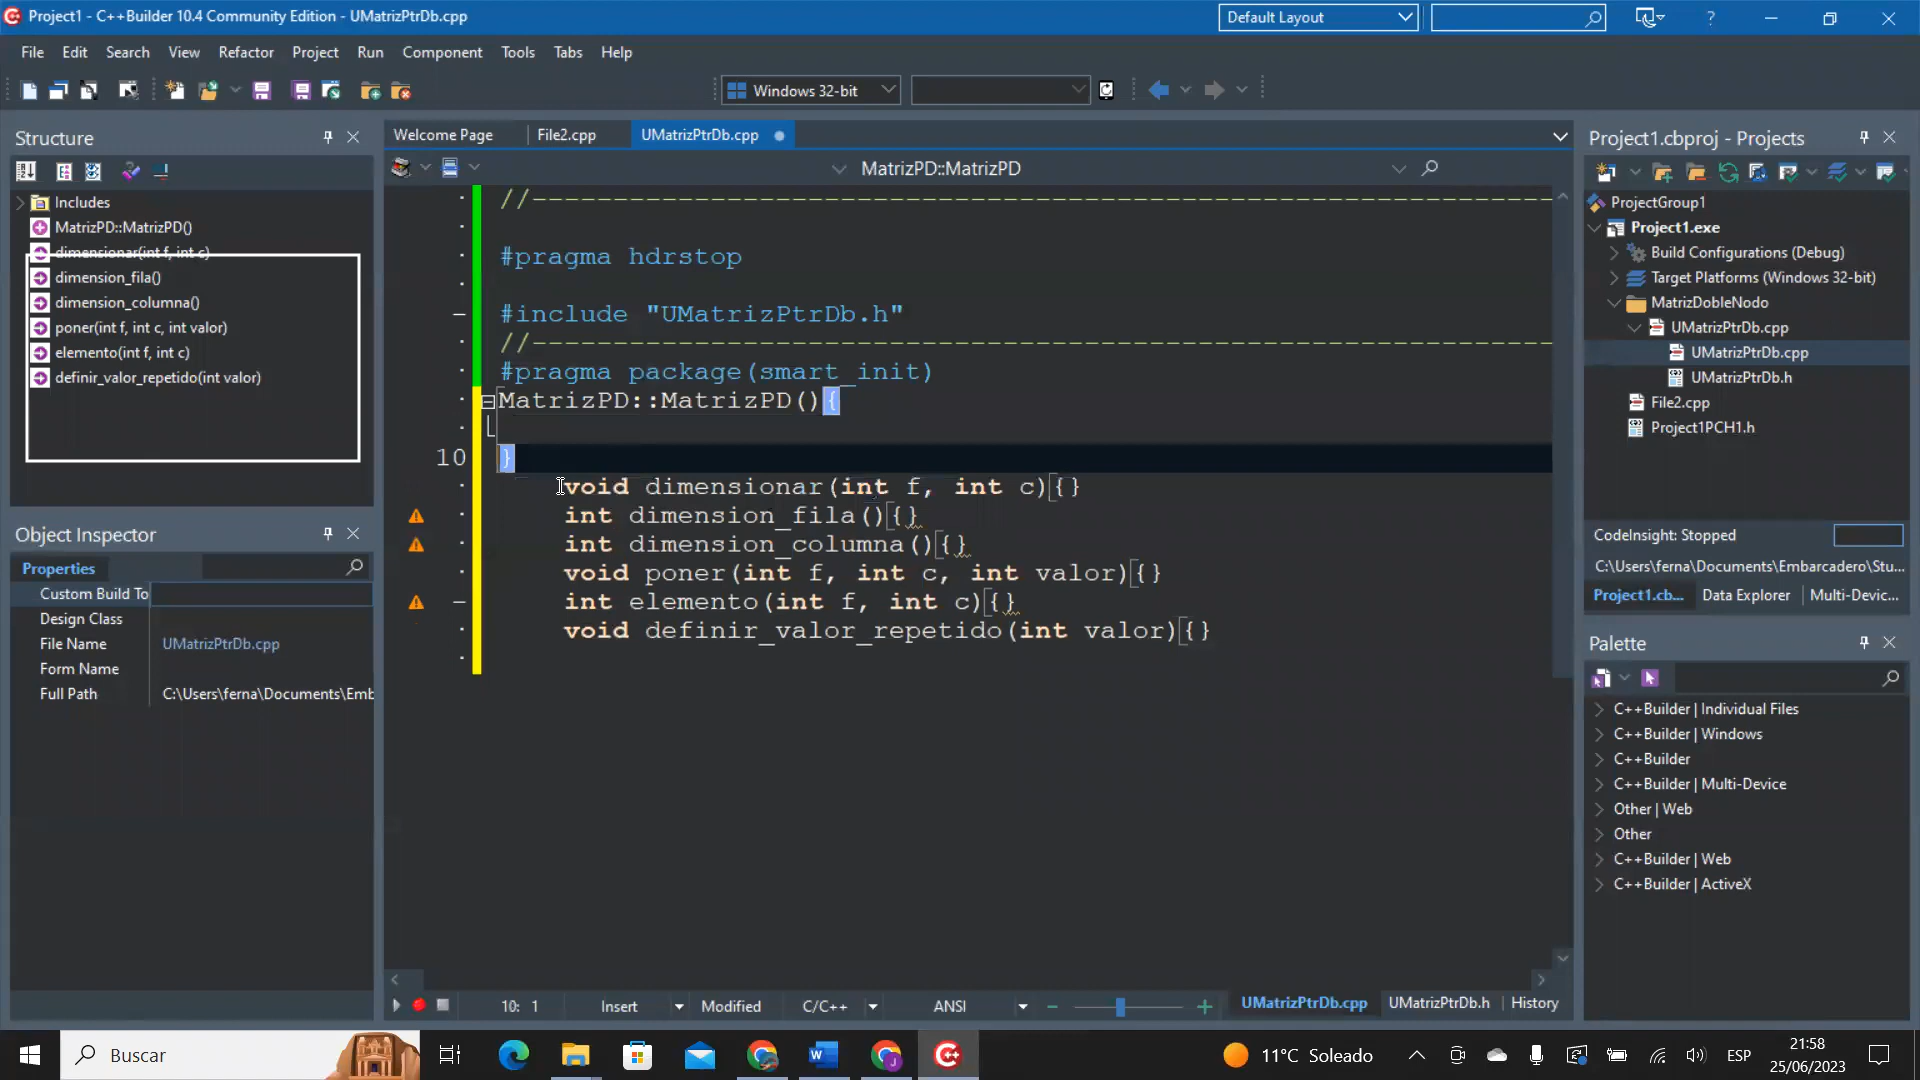 Project1 - C++Builder 10.4 Community Edition - UMatrizPtrDb.cpp
Default Layout
File Edit Search View Refactor Project Run Component Tools Tabs Help
Windows 32-bit
Structure
Includes
MatrizPD::MatrizPD()
dimensionar(int f, int c)
dimension_fila()
dimension_columna()
poner(int f, int c, int valor)
elemento(int f, int c)
definir_valor_repetido(int valor)
Object Inspector
Properties
Custom Build To
Design Class
File Name UMatrizPtrDb.cpp
Form Name
Full Path C:\Users\ferna\Documents\Emb
Welcome Page File2.cpp UMatrizPtrDb.cpp
MatrizPD::MatrizPD
//---------------------------------------------------------------
#pragma hdrstop
#include "UMatrizPtrDb.h"
//---------------------------------------------------------------
#pragma package(smart_init)
MatrizPD::MatrizPD(){
10 }
void dimensionar(int f, int c){}
int dimension_fila(){}
int dimension_columna(){}
void poner(int f, int c, int valor){}
int elemento(int f, int c){}
void definir_valor_repetido(int valor){}
10: 1 Insert Modified C/C++ ANSI UMatrizPtrDb.cpp UMatrizPtrDb.h History
Project1.cbproj - Projects
ProjectGroup1
Project1.exe
Build Configurations (Debug)
Target Platforms (Windows 32-bit)
MatrizDobleNodo
UMatrizPtrDb.cpp
UMatrizPtrDb.cpp
UMatrizPtrDb.h
File2.cpp
Project1PCH1.h
CodeInsight: Stopped
C:\Users\ferna\Documents\Embarcadero\Stu...
Project1.cb... Data Explorer Multi-Devic...
Palette
C++Builder | Individual Files
C++Builder | Windows
C++Builder
C++Builder | Multi-Device
Other | Web
Other
C++Builder | Web
C++Builder | ActiveX
Buscar
11°C Soleado
ESP
21:58
25/06/2023